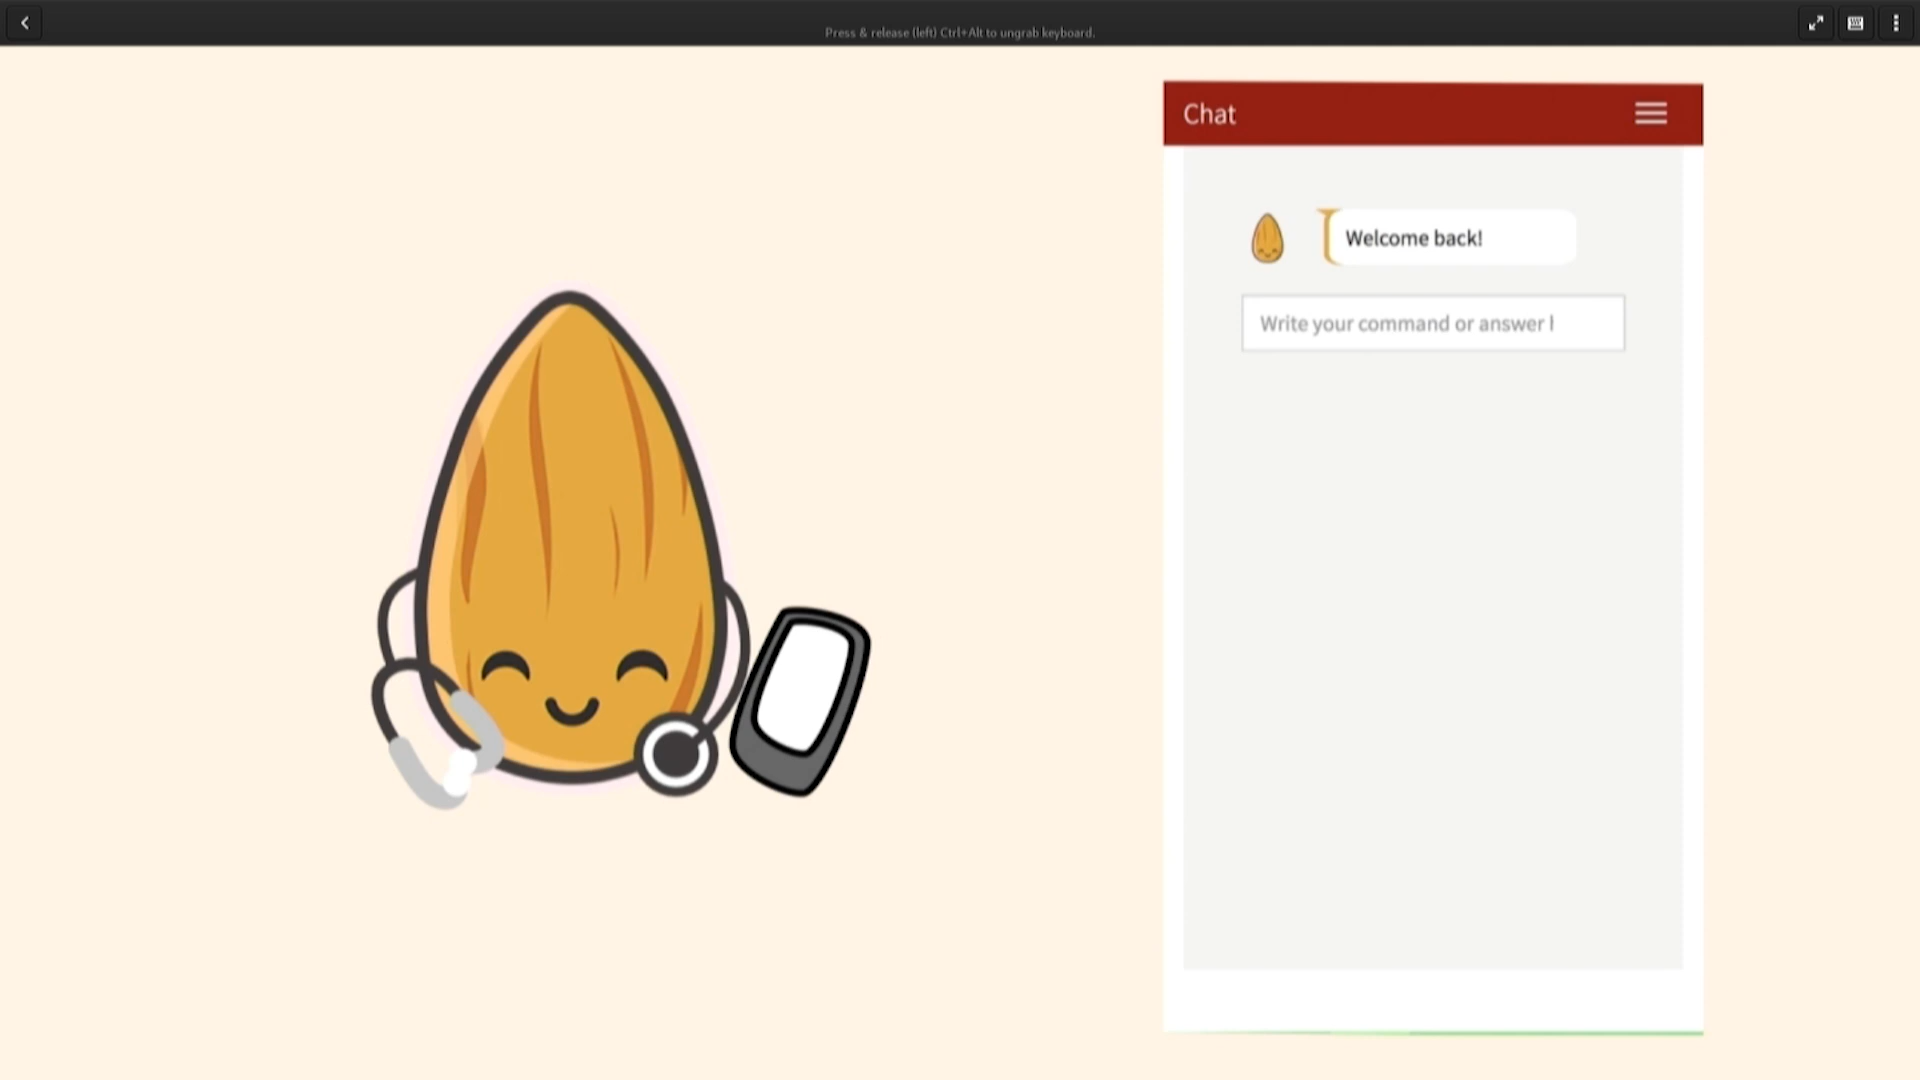 Press & release (left) Ctrl+Alt to ungrab keyboard.
Chat
Welcome back!
Write your command or answer l